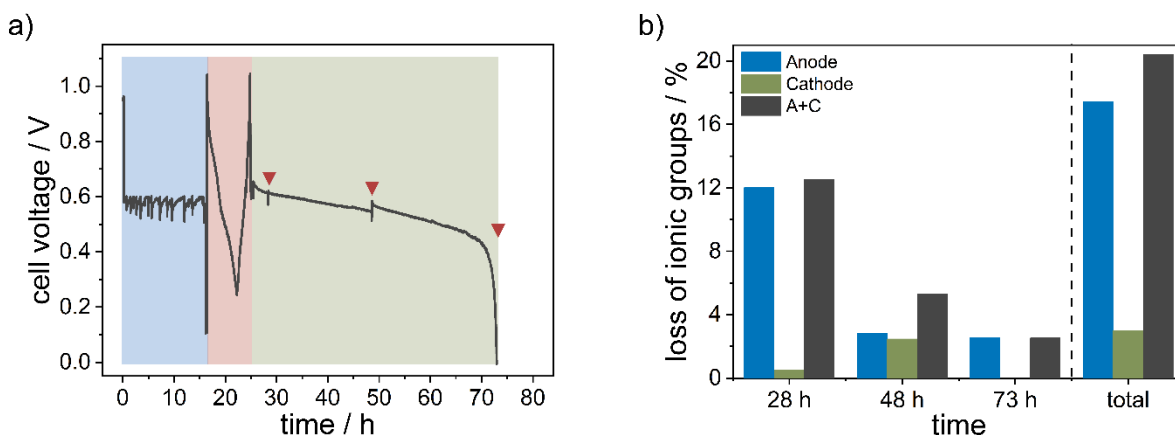 a)
cell voltage / V
1.0
0.8
0.6
0.4
0.2
0.0
0 10 20 30 40 50 60 70 80
time / h
b)
loss of ionic groups / %
20
16
12
8
4
0
Anode
Cathode
A+C
28 h 48 h 73 h total
time